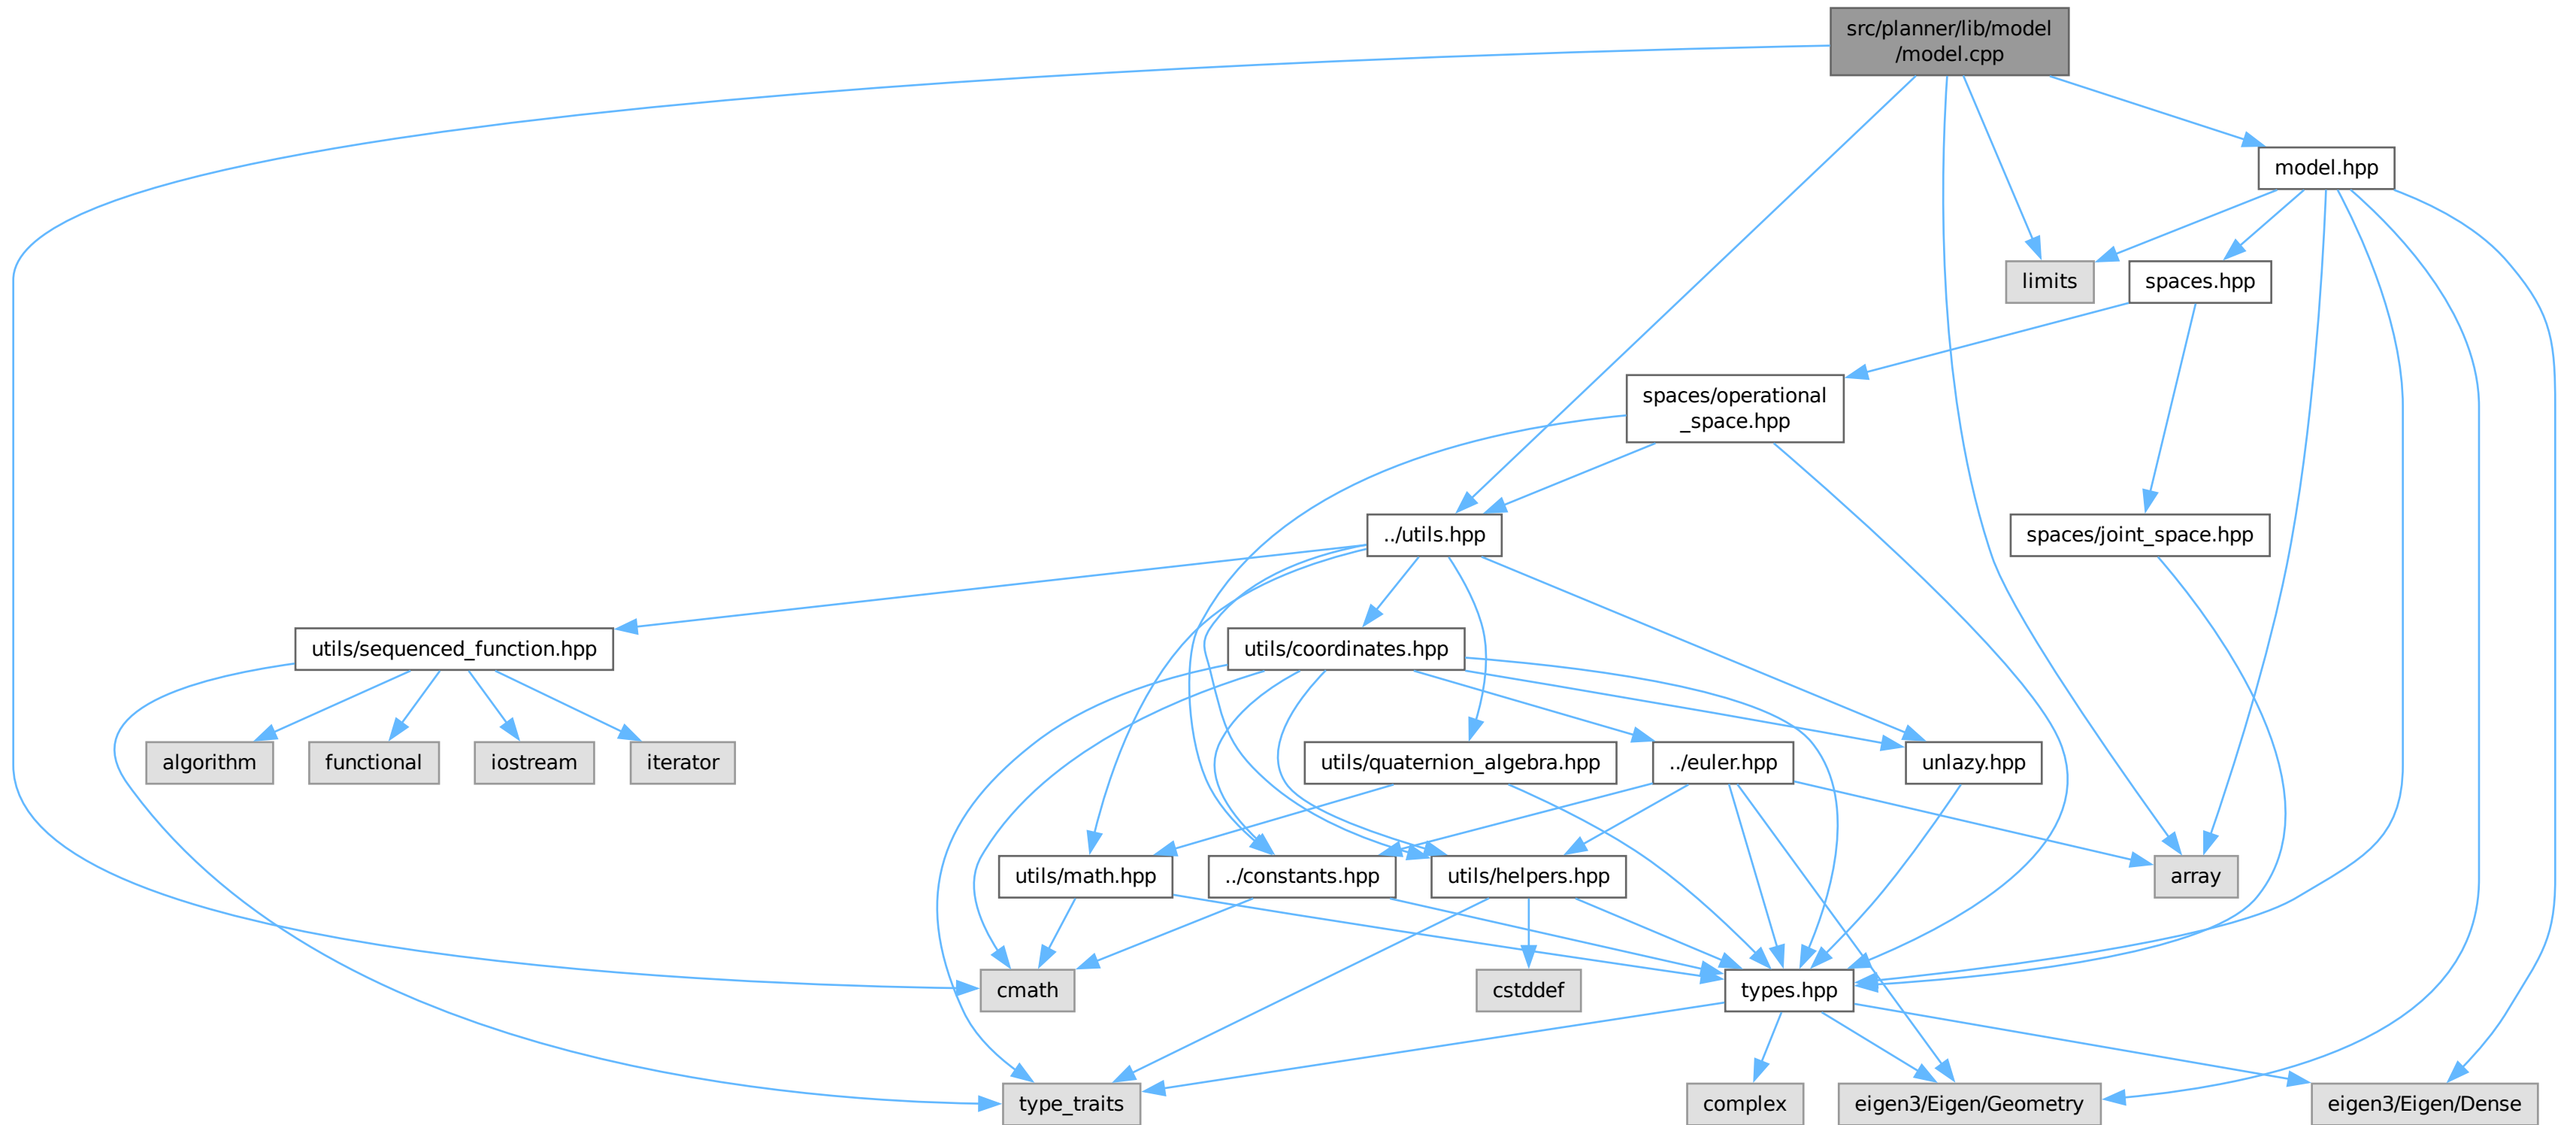 src/planner/lib/model
/model.cpp
model.hpp
limits
spaces.hpp
spaces/operational
_space.hpp
../utils.hpp
spaces/joint_space.hpp
utils/sequenced_function.hpp
utils/coordinates.hpp
algorithm
functional
iostream
iterator
utils/quaternion_algebra.hpp
../euler.hpp
unlazy.hpp
utils/math.hpp
../constants.hpp
utils/helpers.hpp
array
cmath
cstddef
types.hpp
type_traits
complex
eigen3/Eigen/Geometry
eigen3/Eigen/Dense